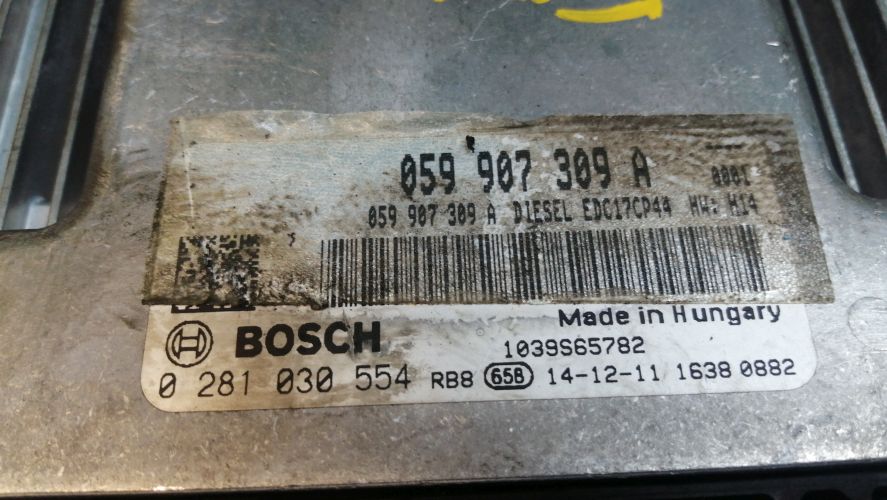 059 907 309 A 0001
059 907 309 A DIESEL EDC17CP44 HW: H14
Made in Hungary
BOSCH 1039S65782
0 281 030 554 RB8 65B 14-12-11 1638 0882